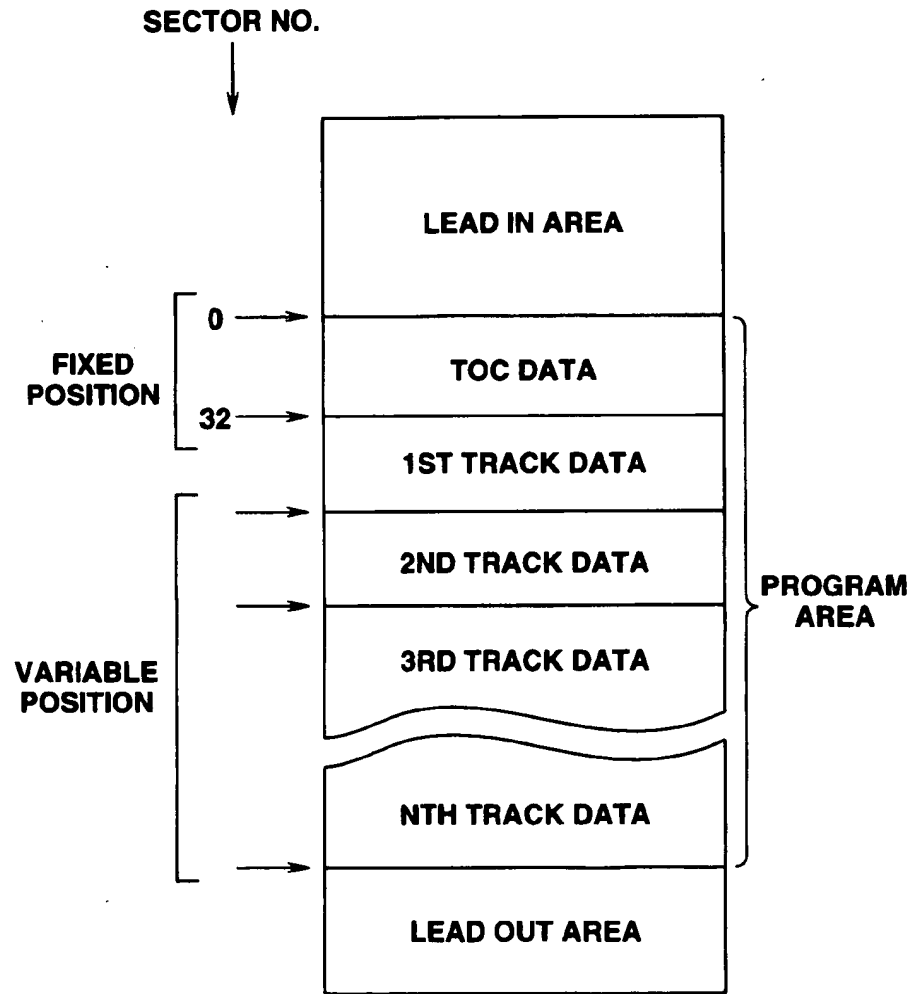 SECTOR NO.
LEAD IN AREA
0
FIXED
POSITION
TOC DATA
32
1ST TRACK DATA
2ND TRACK DATA
PROGRAM
AREA
3RD TRACK DATA
VARIABLE
POSITION
NTH TRACK DATA
LEAD OUT AREA